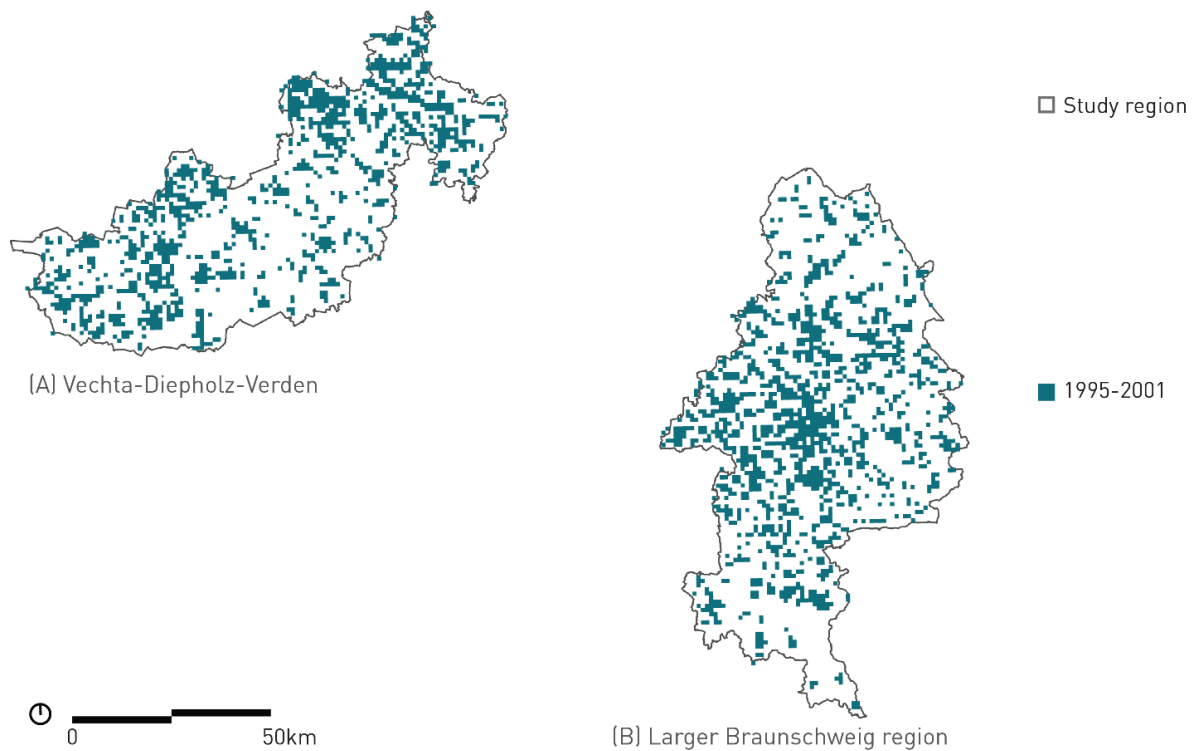 Study region
(A) Vechta-Diepholz-Verden
1995-2001
0 50km
(B) Larger Braunschweig region